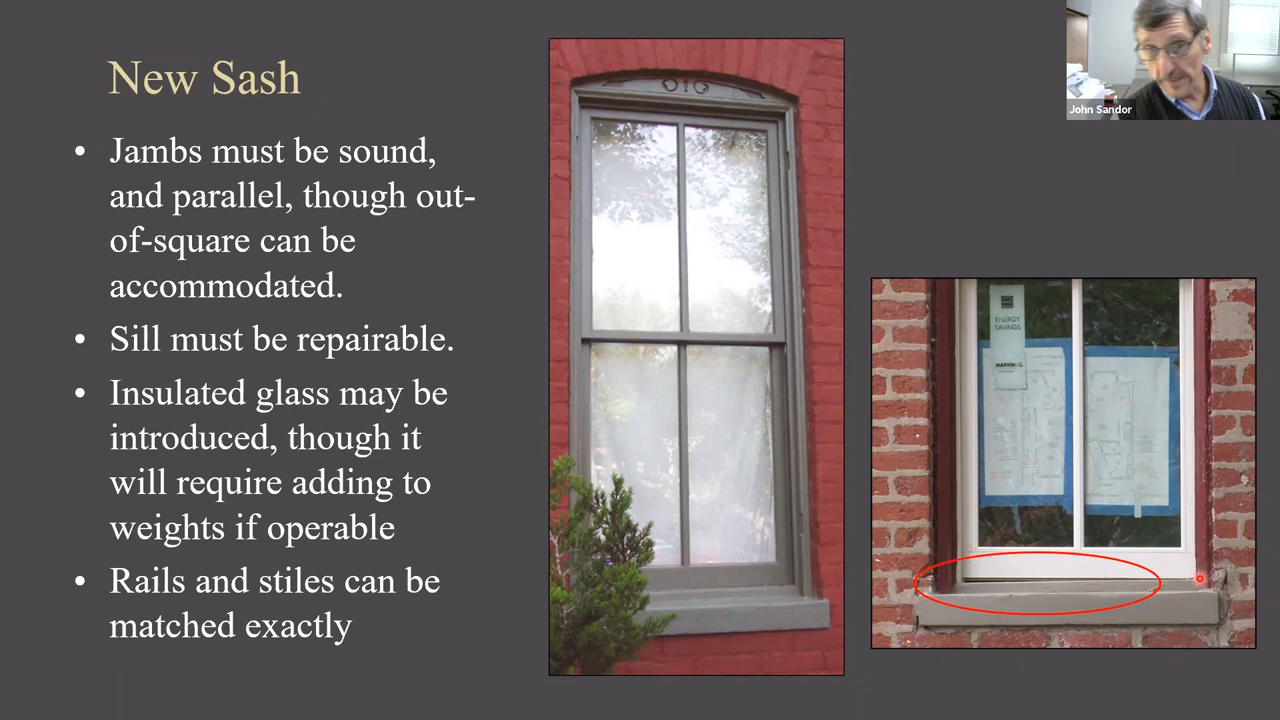 New Sash
• Jambs must be sound,
and parallel, though out-
of-square can be
accommodated.
• Sill must be repairable.
• Insulated glass may be
introduced, though it
will require adding to
weights if operable
• Rails and stiles can be
matched exactly
John Sandor
ENERGY
SAVINGS
MARVIN